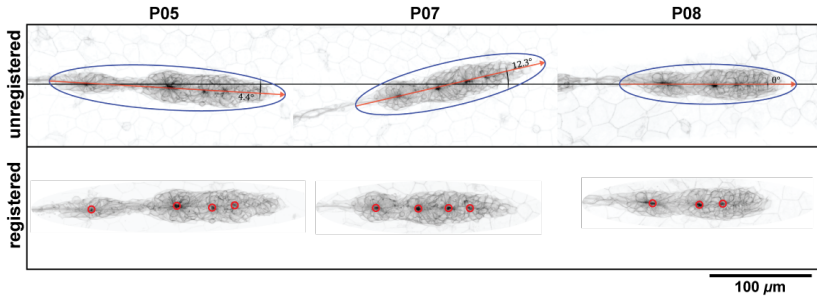 P05 P07 P08
unregistered
4.4°
12.3°
0°
registered
100 µm